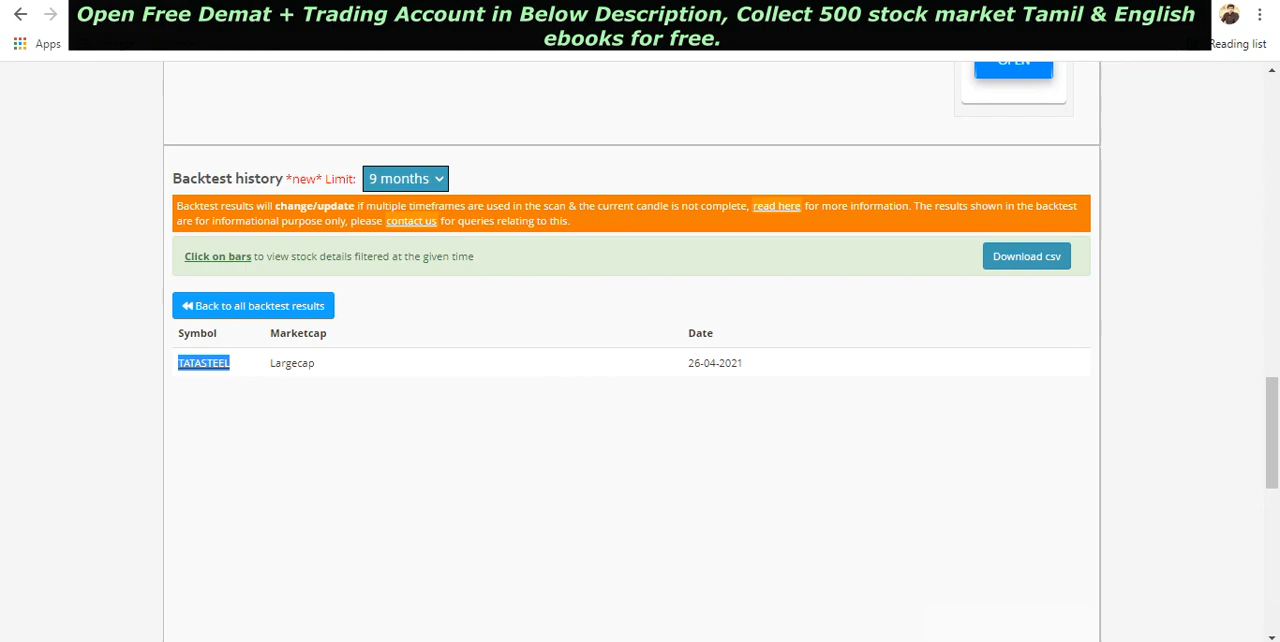 Open Free Demat + Trading Account in Below Description, Collect 500 stock market Tamil & English
ebooks for free.
Apps
Reading list
OPEN
Backtest history *new* Limit: 9 months
Backtest results will change/update if multiple timeframes are used in the scan & the current candle is not complete, read here for more information. The results shown in the backtest
are for informational purpose only, please contact us for queries relating to this.
Click on bars to view stock details filtered at the given time
Download csv
Back to all backtest results
Symbol Marketcap Date
TATASTEEL Largecap 26-04-2021